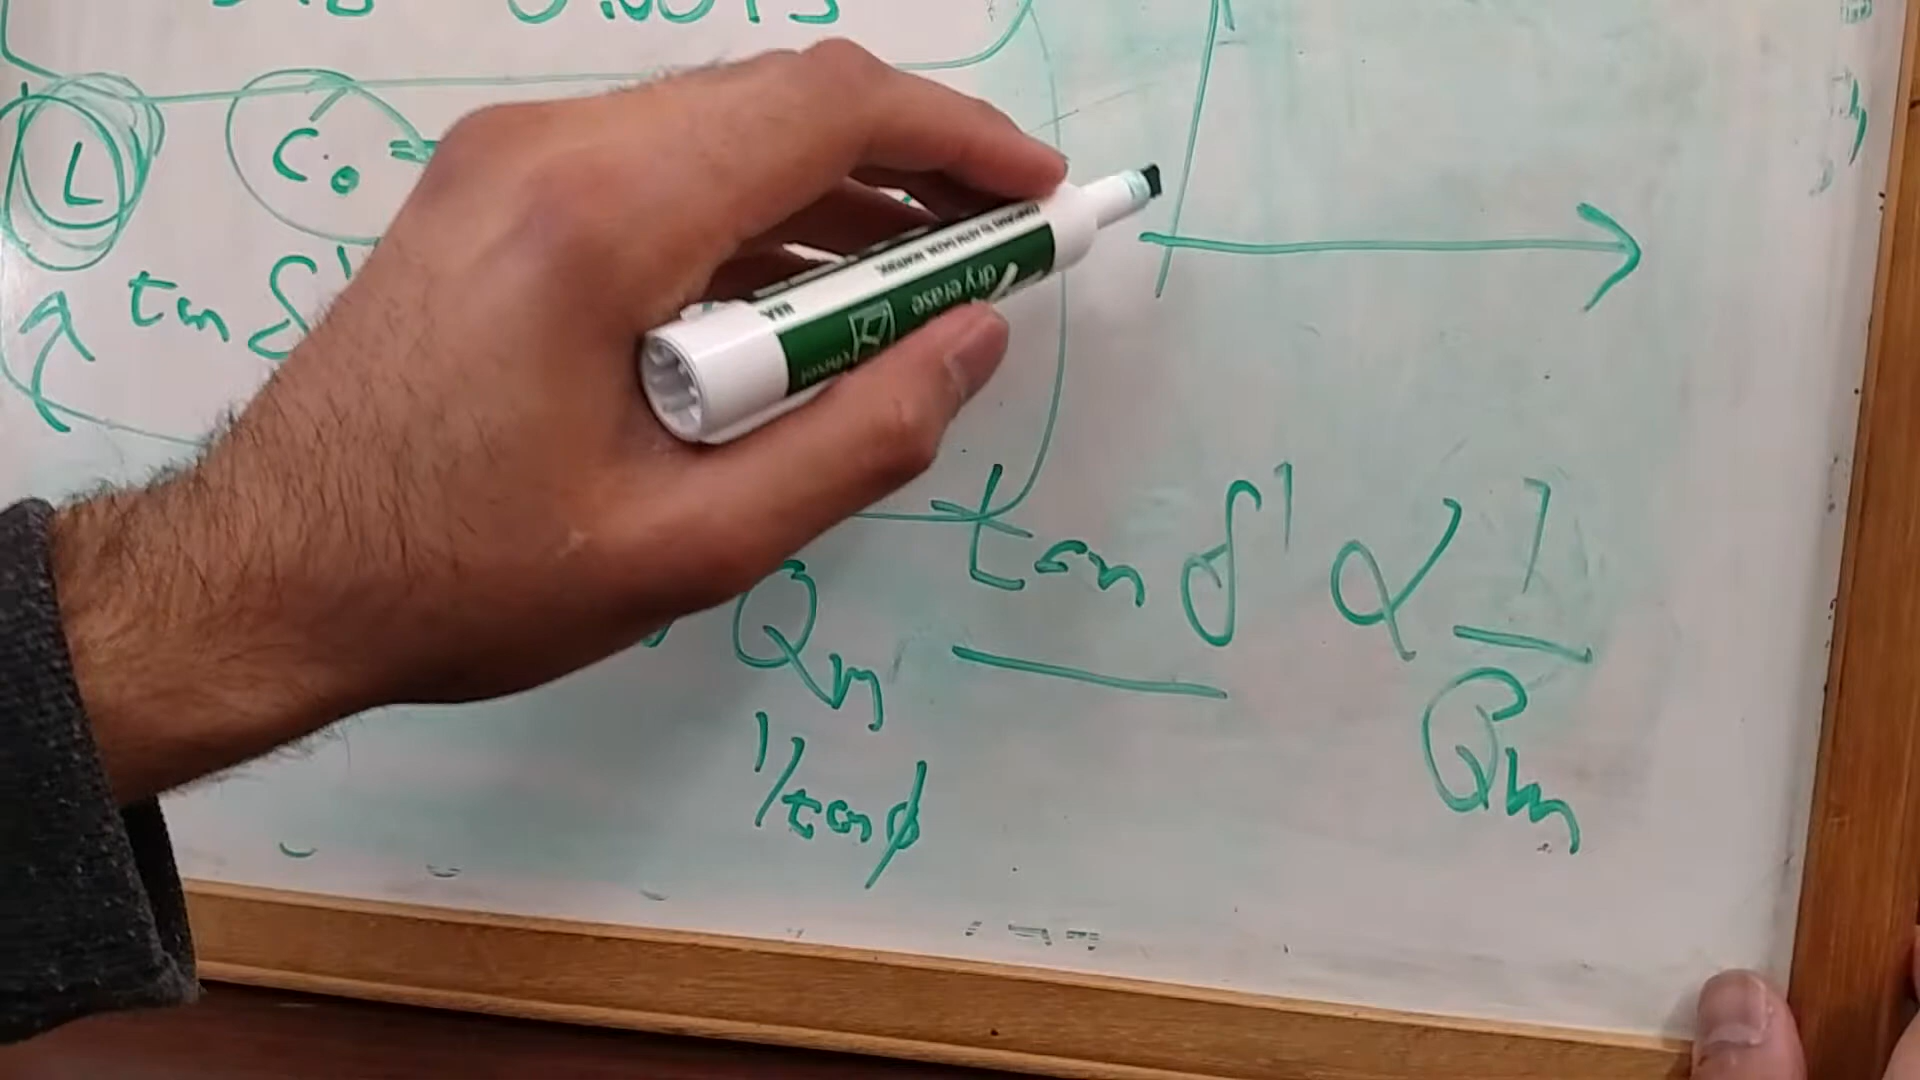 L C₀ =
tan δ'
tan δ' α 1/Qm
Qm
1/tan ϕ
dry erase